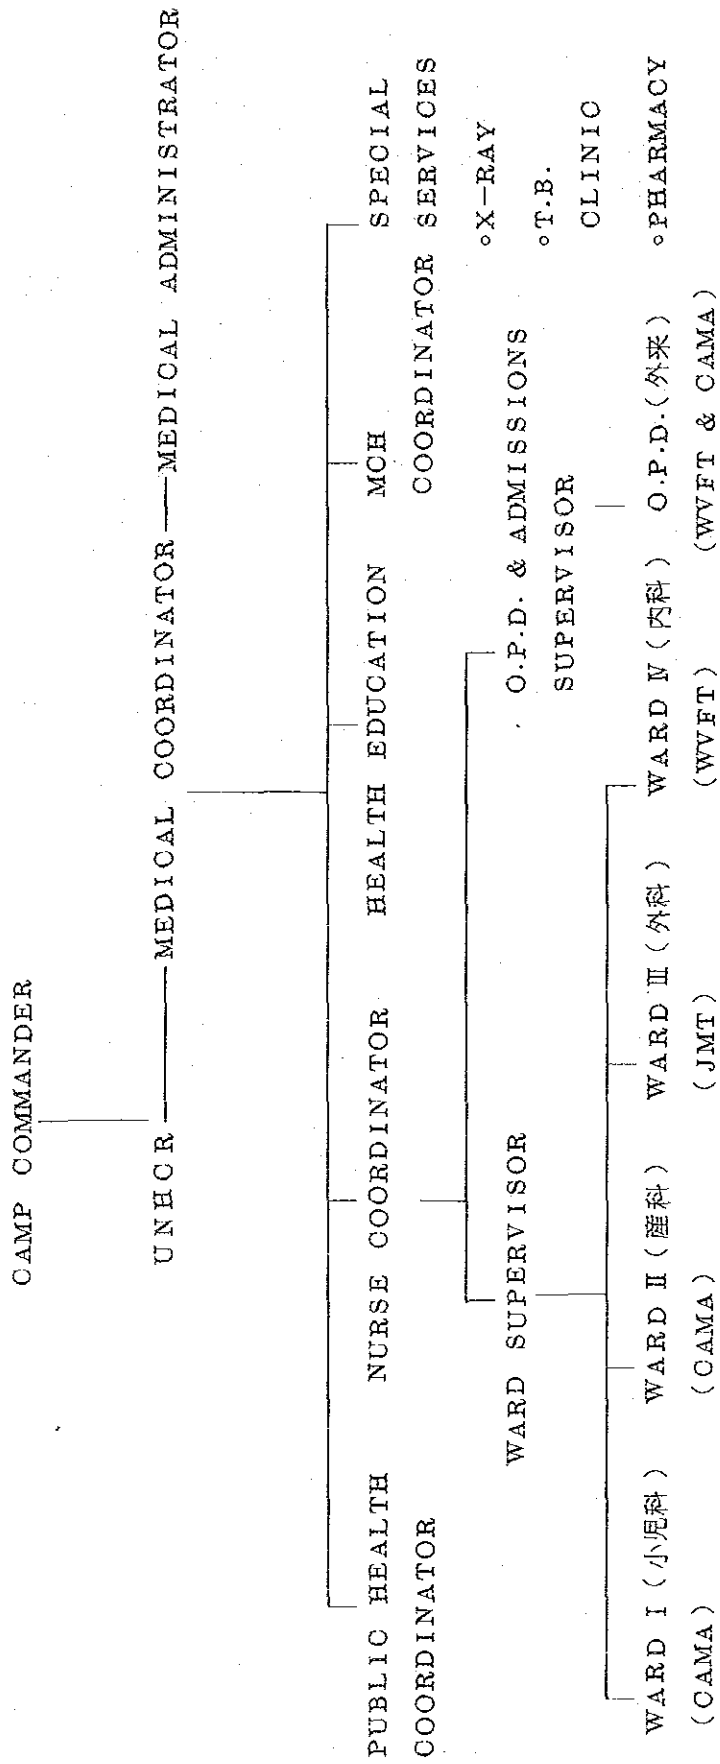 CAMP COMMANDER
UNHCR — MEDICAL COORDINATOR — MEDICAL ADMINISTRATOR
PUBLIC HEALTH
COORDINATOR
NURSE COORDINATOR
HEALTH EDUCATION
MCH
COORDINATOR
SPECIAL
SERVICES
○X-RAY
○T.B.
CLINIC
○PHARMACY
WARD SUPERVISOR
O.P.D. & ADMISSIONS
SUPERVISOR
WARD I (小児科)
(CAMA)
WARD II (産科)
(CAMA)
WARD III (外科)
(JMT)
WARD IV (内科)
(WVFT)
O.P.D. (外来)
(WVFT & CAMA)